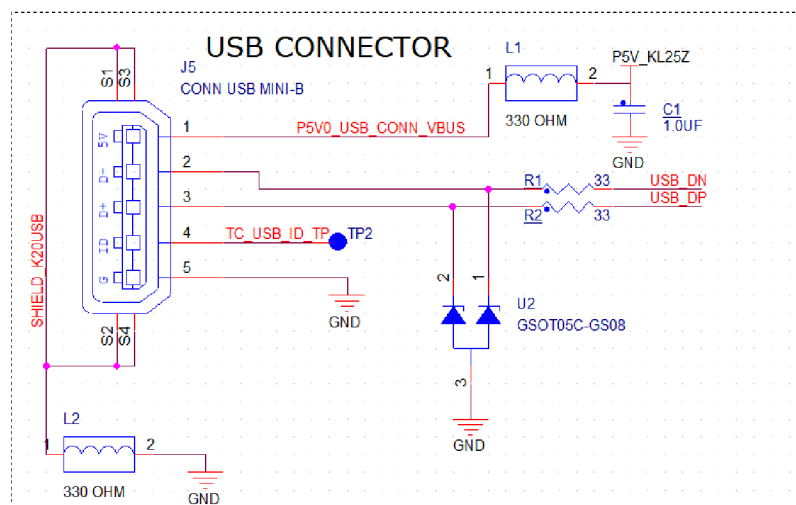 USB CONNECTOR
L1
P5V_KL25Z
J5
CONN USB MINI-B
1
2
S1
S3
330 OHM
C1
1.0UF
GND
5V
1
P5V0_USB_CONN_VBUS
D-
2
R1
33
USB_DN
D+
3
R2
33
USB_DP
ID
4
TC_USB_ID_TP
TP2
G
5
GND
SHIELD_K20USB
2
1
U2
GSOT05C-GS08
S2
S4
3
GND
L2
1
2
330 OHM
GND